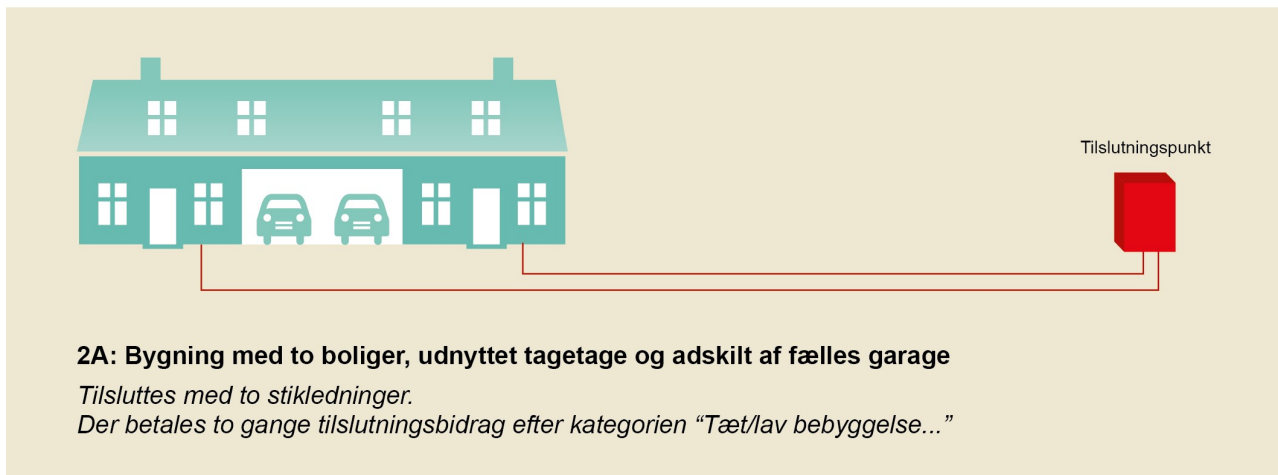 Tilslutningspunkt
2A: Bygning med to boliger, udnyttet tagetage og adskilt af fælles garage
Tilsluttes med to stikledninger.
Der betales to gange tilslutningsbidrag efter kategorien “Tæt/lav bebyggelse...”